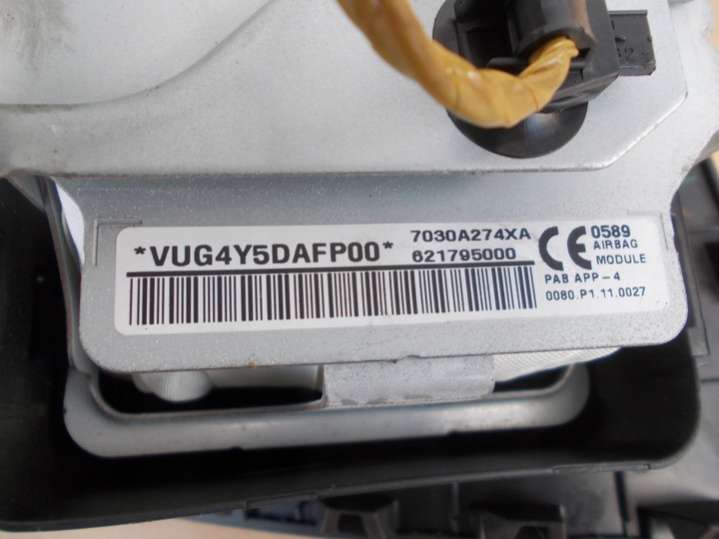 *VUG4Y5DAFP00*
7030A274XA
621795000
CE 0589
AIRBAG
MODULE
PAB APP-4
0080.P1.11.0027